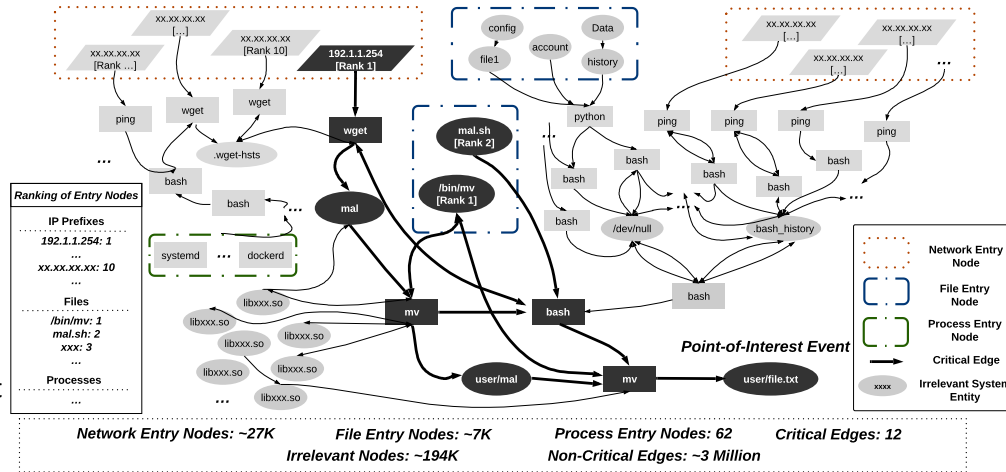 xx.xx.xx.xx
[...]
xx.xx.xx.xx
[Rank ...]
xx.xx.xx.xx
[Rank 10]
192.1.1.254
[Rank 1]
config
file1
account
Data
history
xx.xx.xx.xx
[...]
xx.xx.xx.xx
[...]
xx.xx.xx.xx
[...]
...
ping
wget
wget
wget
.wget-hsts
mal.sh
[Rank 2]
/bin/mv
[Rank 1]
python
...
ping
ping
ping
ping
bash
bash
bash
bash
bash
bash
...
...
/dev/null
.bash_history
bash
...
bash
bash
...
systemd
...
dockerd
mal
libxxx.so
libxxx.so
libxxx.so
libxxx.so
libxxx.so
libxxx.so
libxxx.so
...
mv
bash
user/mal
mv
user/file.txt
Point-of-Interest Event
Ranking of Entry Nodes
IP Prefixes
192.1.1.254: 1
...
xx.xx.xx.xx: 10
...
Files
/bin/mv: 1
mal.sh: 2
xxx: 3
...
Processes
...
Network Entry
Node
File Entry
Node
Process Entry
Node
Critical Edge
xxxx
Irrelevant System
Entity
Network Entry Nodes: ~27K
File Entry Nodes: ~7K
Process Entry Nodes: 62
Critical Edges: 12
Irrelevant Nodes: ~194K
Non-Critical Edges: ~3 Million